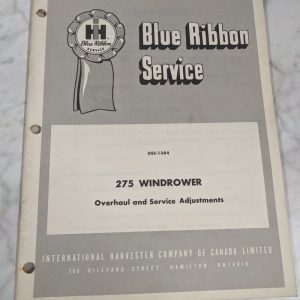 IH
Blue Ribbon
SERVICE
Blue Ribbon
Service
GSS-1384
275 WINDROWER
Overhaul and Service Adjustments
INTERNATIONAL HARVESTER COMPANY OF CANADA LIMITED
208 HILLYARD STREET, HAMILTON, ONTARIO